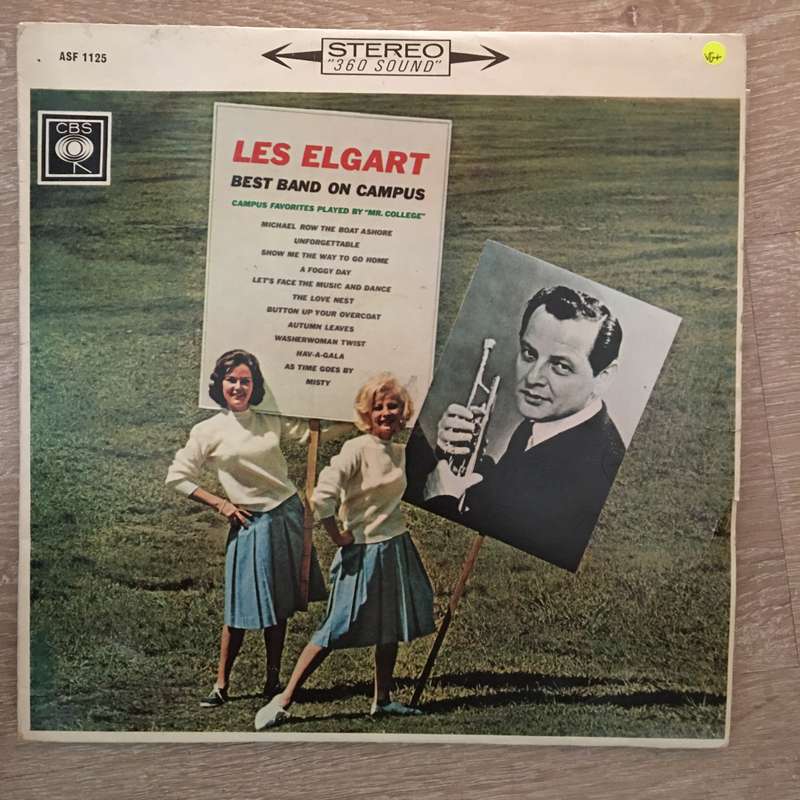 ASF 1125
STEREO
"360 SOUND"
VG+
CBS
LES ELGART
BEST BAND ON CAMPUS
CAMPUS FAVORITES PLAYED BY "MR. COLLEGE"
MICHAEL ROW THE BOAT ASHORE
UNFORGETTABLE
SHOW ME THE WAY TO GO HOME
A FOGGY DAY
LET'S FACE THE MUSIC AND DANCE
THE LOVE NEST
BUTTON UP YOUR OVERCOAT
AUTUMN LEAVES
WASHERWOMAN TWIST
NAV-A-GALA
AS TIME GOES BY
MISTY